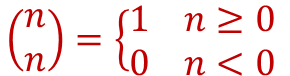 (n n) = { 1 n ≥ 0
0 n < 0